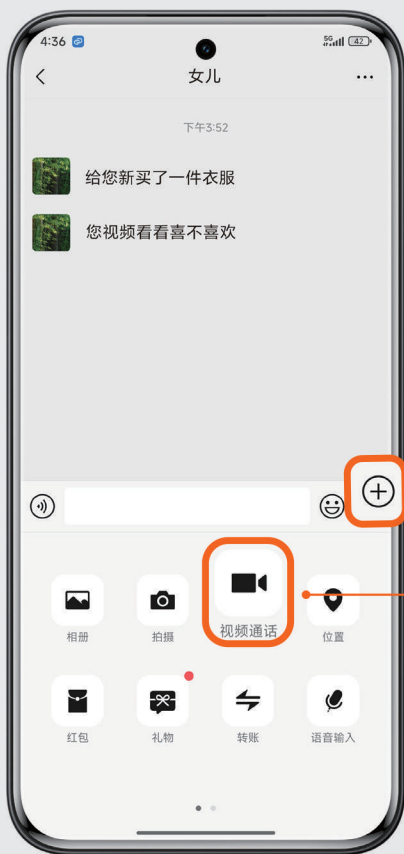 4:36
5G
42
女儿
下午3:52
给您新买了一件衣服
您视频看看喜不喜欢
相册
拍摄
视频通话
位置
红包
礼物
转账
语音输入